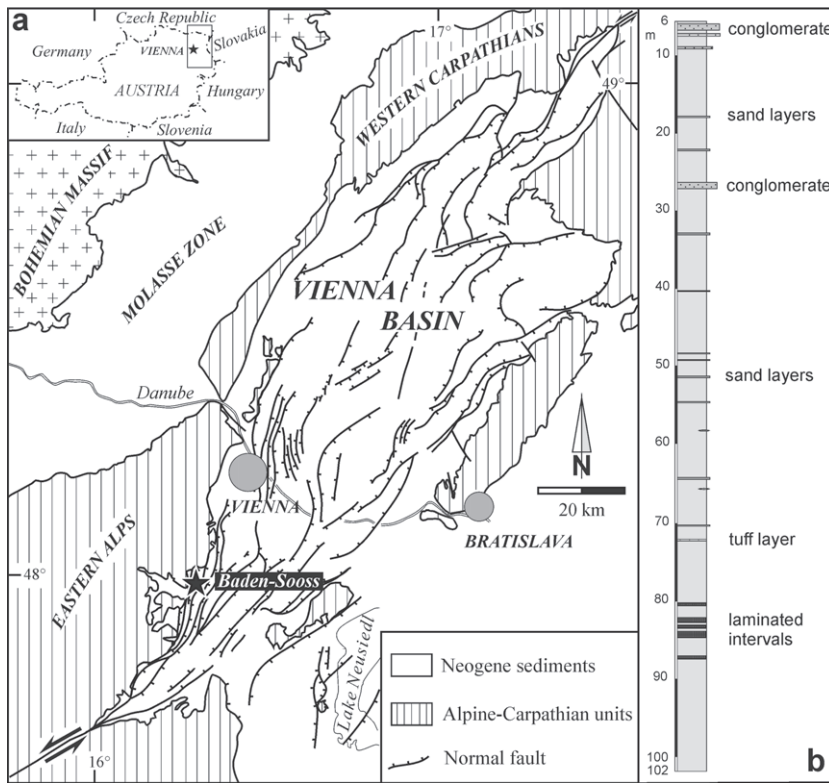 a
Czech Republic
Germany
VIENNA
Slovakia
AUSTRIA
Hungary
Italy
Slovenia
17°
49°
WESTERN CARPATHIANS
BOHEMIAN MASSIF
MOLASSE ZONE
VIENNA
BASIN
Danube
N
20 km
VIENNA
BRATISLAVA
EASTERN ALPS
48°
Baden-Sooss
Lake Neusiedl
16°
Neogene sediments
Alpine-Carpathian units
Normal fault
6
m
10
20
30
40
50
60
70
80
90
100
102
conglomerate
sand layers
conglomerate
sand layers
tuff layer
laminated
intervals
b